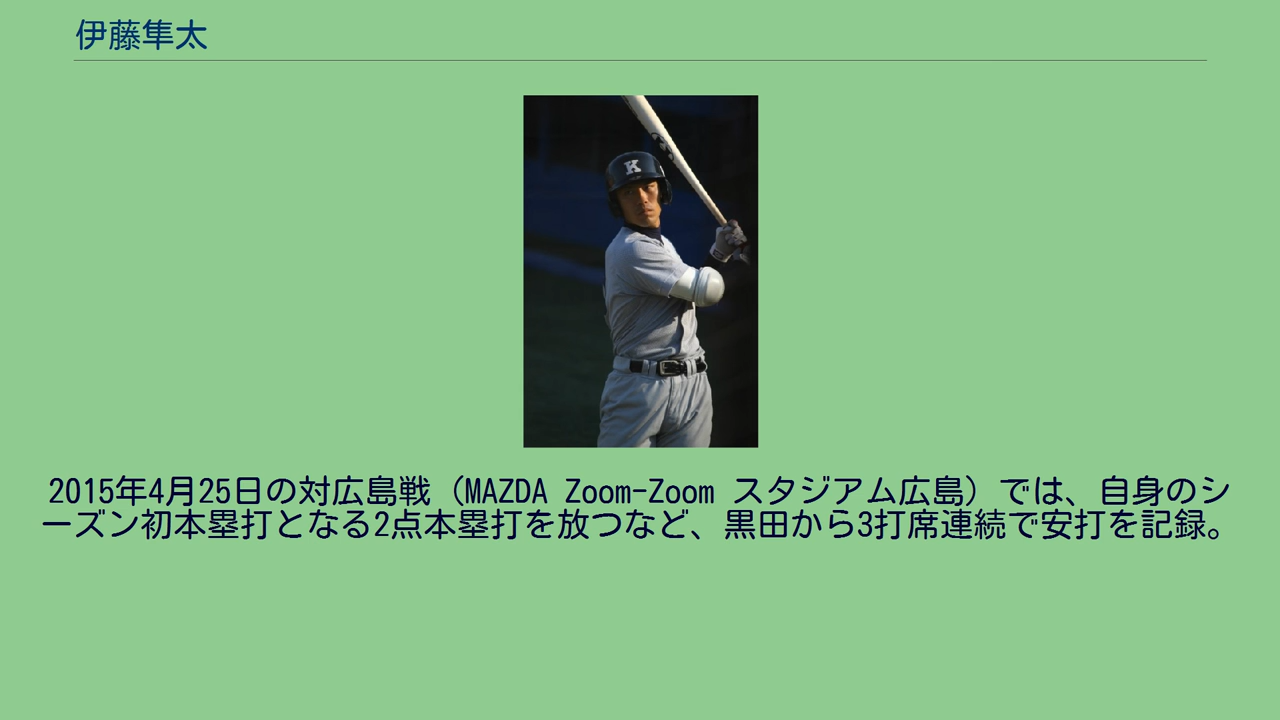 伊藤隼太
K
2015年4月25日の対広島戦（MAZDA Zoom-Zoom スタジアム広島）では、自身のシ
ーズン初本塁打となる2点本塁打を放つなど、黒田から3打席連続で安打を記録。